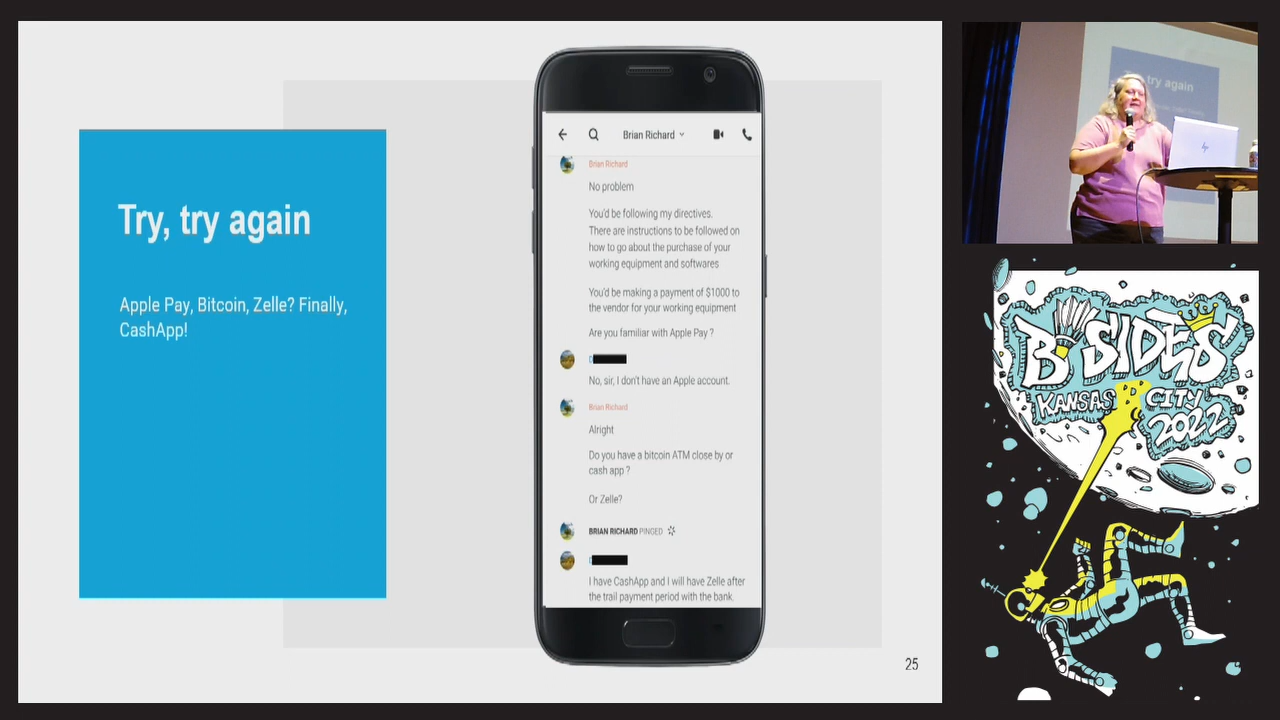 Try, try again
Apple Pay, Bitcoin, Zelle? Finally,
CashApp!
Brian Richard
Brian Richard
No problem
You'd be following my directives.
There are instructions to be followed on
how to go about the purchase of your
working equipment and softwares
You'd be making a payment of $1000 to
the vendor for your working equipment
Are you familiar with Apple Pay ?
No, sir, I don't have an Apple account.
Brian Richard
Alright
Do you have a bitcoin ATM close by or
cash app ?
Or Zelle?
BRIAN RICHARD PINGED
I have CashApp and I will have Zelle after
the trail payment period with the bank.
25
try again
hp
BSIDES
KANSAS CITY
2022